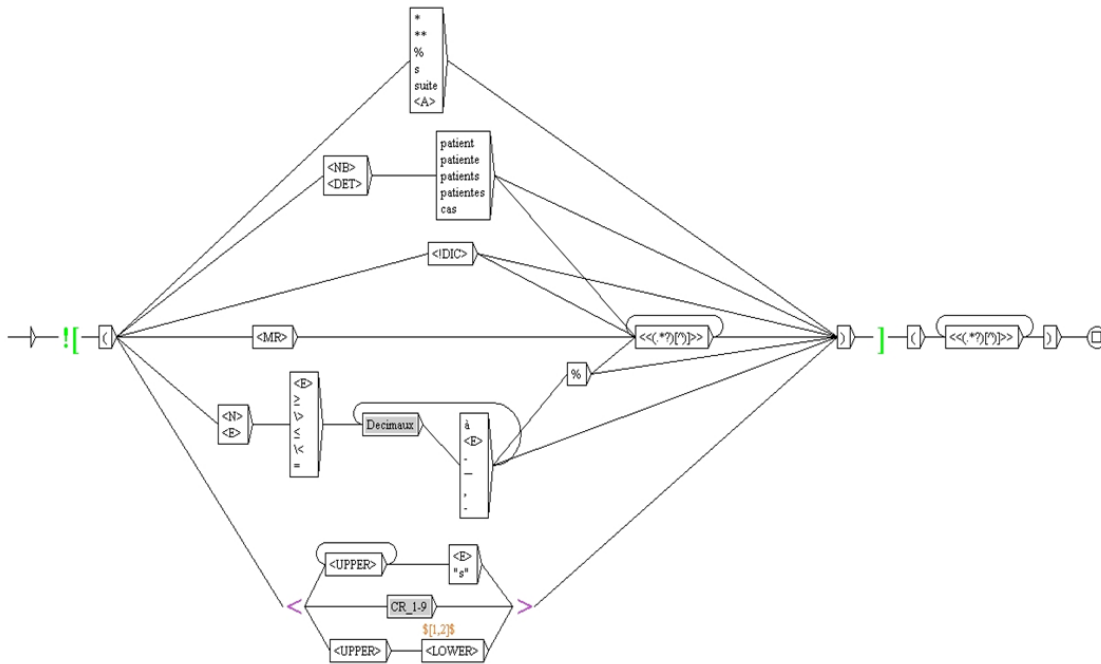 *
**
%
s
suite
<A>
<NB>
<DET>
patient
patiente
patients
patientes
cas
<!DIC>
![
(
<MR>
<<(.*?)[^)]>>
)
]
(
<<(.*?)[^)]>>
)
%
<N>
<E>
<E>
≥
\>
≤
\<
=
Decimaux
à
<E>
-
—
,
-
<UPPER>
<E>
"s"
<
CR_1-9
>
$[1,2]$
<UPPER>
<LOWER>